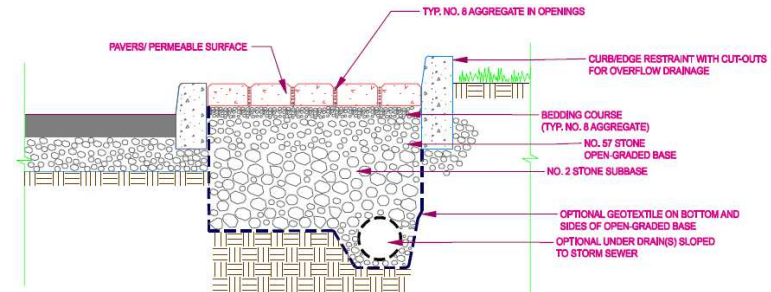 TYP. NO. 8 AGGREGATE IN OPENINGS
PAVERS/ PERMEABLE SURFACE
CURB/EDGE RESTRAINT WITH CUT-OUTS
FOR OVERFLOW DRAINAGE
BEDDING COURSE
(TYP. NO. 8 AGGREGATE)
NO. 57 STONE
OPEN-GRADED BASE
NO. 2 STONE SUBBASE
OPTIONAL GEOTEXTILE ON BOTTOM AND
SIDES OF OPEN-GRADED BASE
OPTIONAL UNDER DRAIN(S) SLOPED
TO STORM SEWER